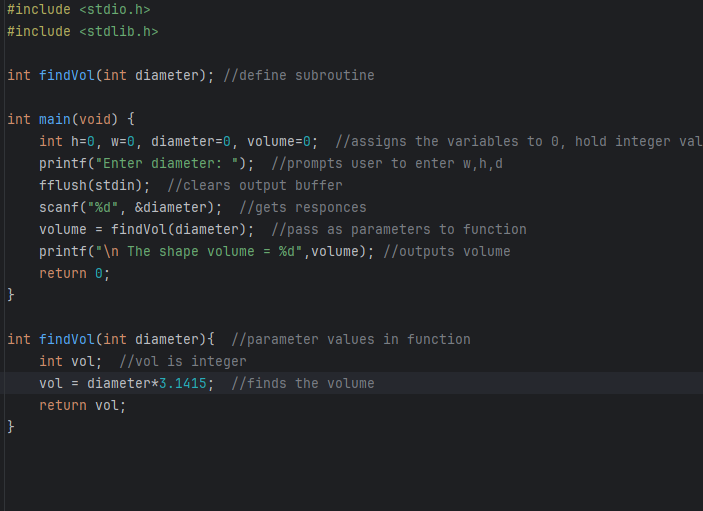 #include <stdio.h>
#include <stdlib.h>
int findVol(int diameter); //define subroutine
int main(void) {
int h=0, w=0, diameter=0, volume=0;  //assigns the variables to 0, hold integer val
printf("Enter diameter: ");  //prompts user to enter w,h,d
fflush(stdin);  //clears output buffer
scanf("%d", &diameter);  //gets responces
volume = findVol(diameter);  //pass as parameters to function
printf("\n The shape volume = %d",volume); //outputs volume
return 0;
}
int findVol(int diameter){  //parameter values in function
int vol;  //vol is integer
vol = diameter*3.1415;  //finds the volume
return vol;
}